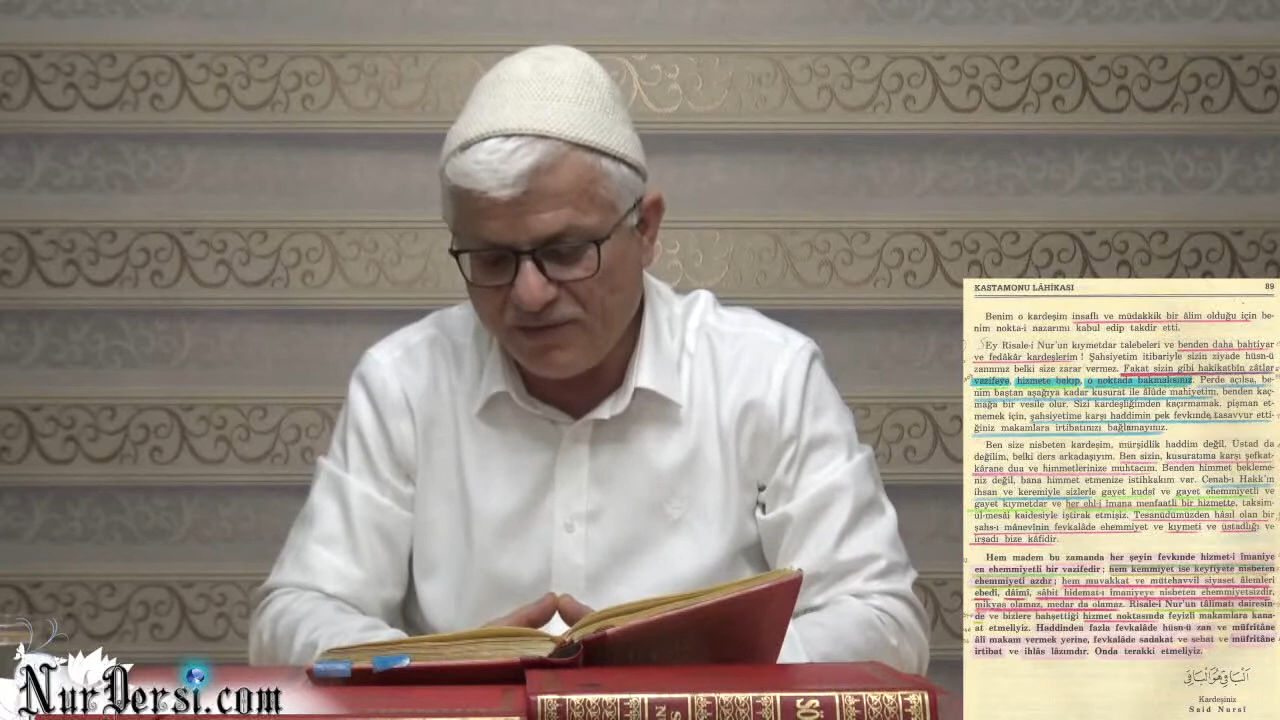 KASTAMONU LÂHİKASI 89
Benim o kardeşim insaflı ve müdakkik bir âlim olduğu için be-
nim nokta-i nazarımı kabul edip takdir etti.
Ey Risale-i Nur'un kıymetdar talebeleri ve benden daha bahtiyar
ve fedâkâr kardeşlerim! Şahsiyetim itibariyle sizin ziyade hüsn-ü
zannınız belki size zarar vermez. Fakat sizin gibi hakikatbîn zâtlar
vazifeye, hizmete bakıp, o noktada bakmalısınız. Perde açılsa, be-
nim baştan aşağıya kadar kusurat ile âlûde mahiyetim, benden kaç-
mağa bir vesile olur. Sizi kardeşliğimden kaçırmamak, pişman et-
memek için, şahsiyetime karşı haddimin pek fevkınde tasavvur etti-
ğiniz makamlara irtibatınızı bağlamayınız.
Ben size nisbeten kardeşim, mürşidlik haddim değil, Üstad da
değilim, belki ders arkadaşıyım. Ben sizin, kusuratıma karşı şefkat-
kârane dua ve himmetlerinize muhtacım. Benden himmet bekleme-
niz değil, bana himmet etmenize istihkakım var. Cenab-ı Hakk'ın
ihsan ve keremiyle sizlerle gayet kudsî ve gayet ehemmiyetli ve
gayet kıymetdar ve her ehl-i imana menfaatli bir hizmette, taksim-
ul-mesâi kaidesiyle iştirak etmişiz. Tesanüdümüzden hâsıl olan bir
şahs-ı mânevînin fevkalâde ehemmiyet ve kıymeti ve üstadlığı ve
irşadı bize kâfidir.
Hem madem bu zamanda her şeyin fevkınde hizmet-i îmaniye
en ehemmiyetli bir vazifedir; hem kemmiyet ise keyfiyete nisbeten
ehemmiyeti azdır; hem muvakkat ve mütehavvil siyaset âlemleri
ebedî, dâimî, sâbit hidemat-ı îmaniyeye nisbeten ehemmiyetsizdir,
mikyas olamaz, medar da olamaz. Risale-i Nur'un tâlimatı dairesin-
de ve bizlere bahşettiği hizmet noktasında feyizli makamlara kana-
at etmeliyiz. Haddinden fazla fevkalâde hüsn-ü zan ve müfritâne
âli makam vermek yerine, fevkalâde sadakat ve sebat ve müfritâne
irtibat ve ihlâs lâzımdır. Onda terakki etmeliyiz.
اَلْبَاقِى هُوَ الْبَاقِى
Kardeşiniz
Said Nursî
NurDersi.com